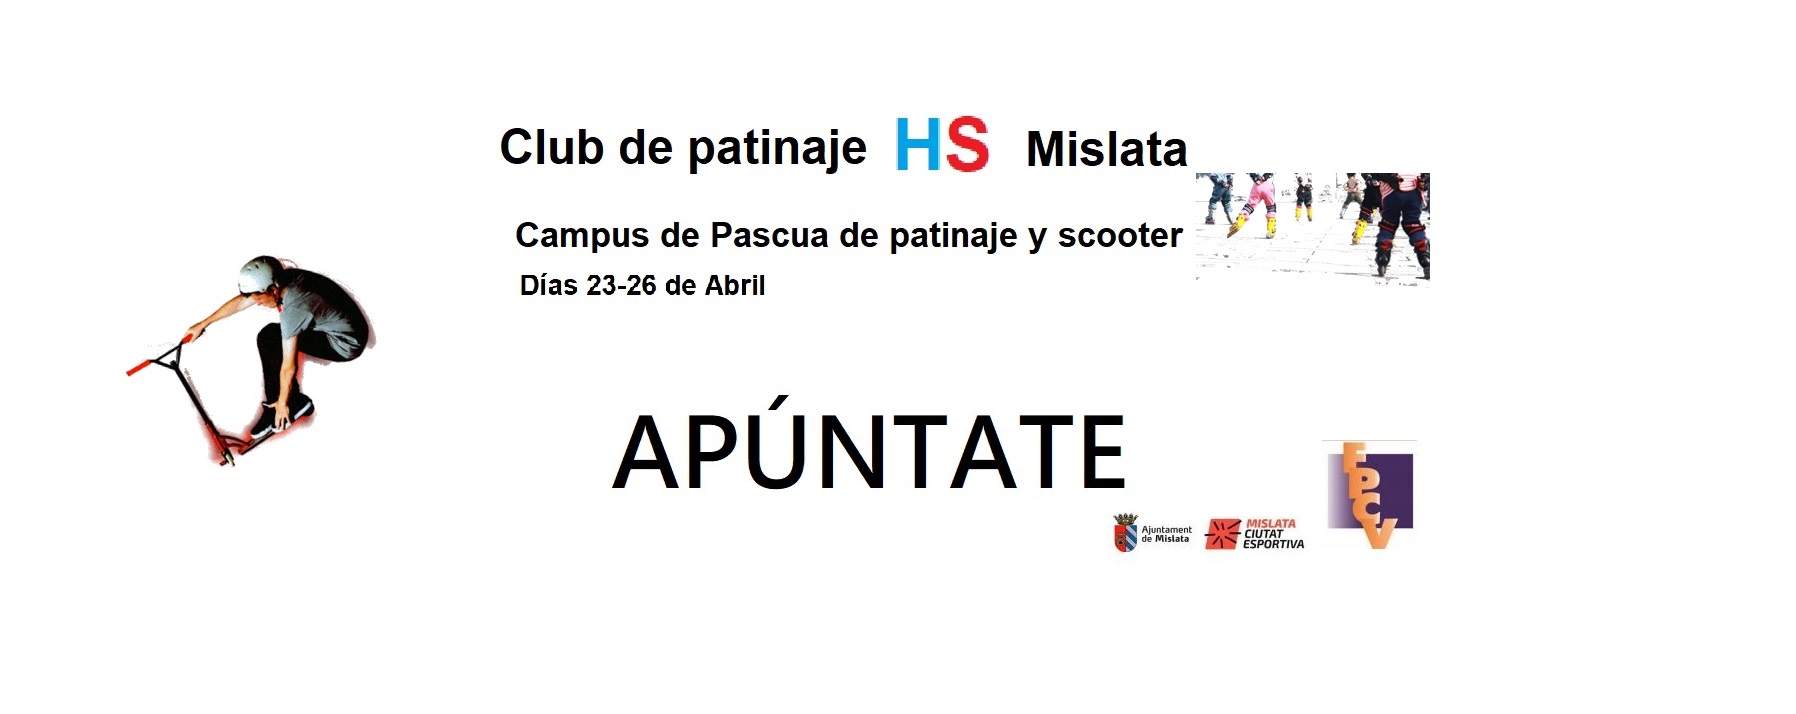 Club de patinaje HS Mislata
Campus de Pascua de patinaje y scooter
Días 23-26 de Abril
APÚNTATE
Ajuntament
de Mislata
MISLATA
CIUTAT
ESPORTIVA
FPCV